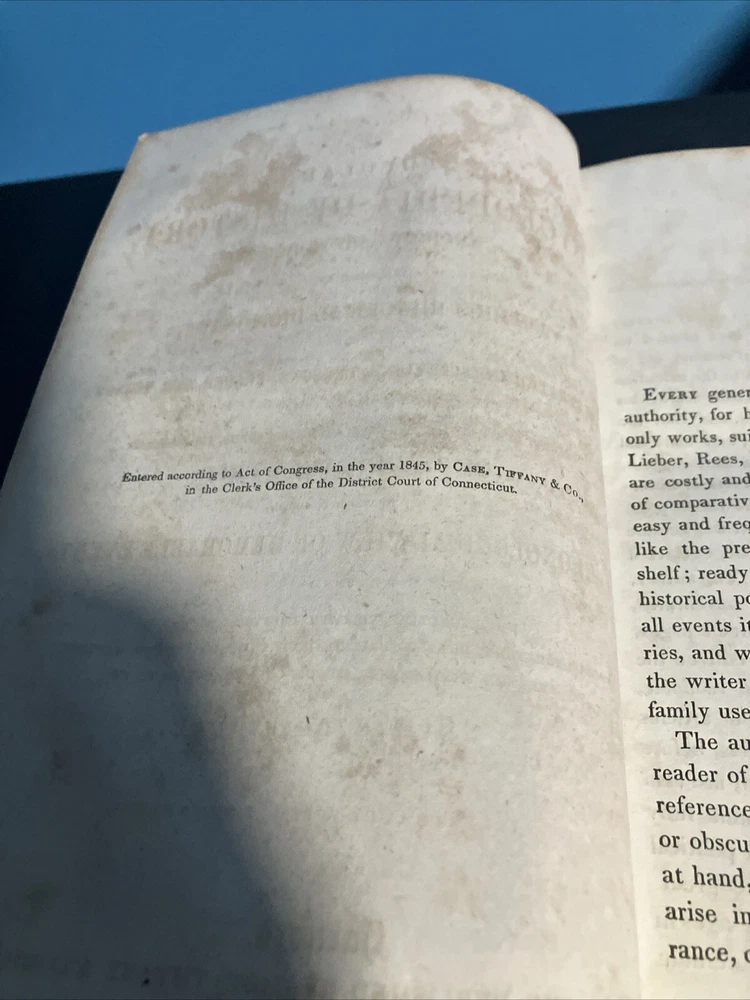 Entered according to Act of Congress, in the year 1845, by CASE, TIFFANY & Co.,
in the Clerk's Office of the District Court of Connecticut.
EVERY gener
authority, for h
only works, sui
Lieber, Rees,
are costly and
of comparativ
easy and freq
like the pre
shelf; ready
historical po
all events it
ries, and w
the writer
family use
The au
reader of
reference
or obscu
at hand,
arise in
rance, o